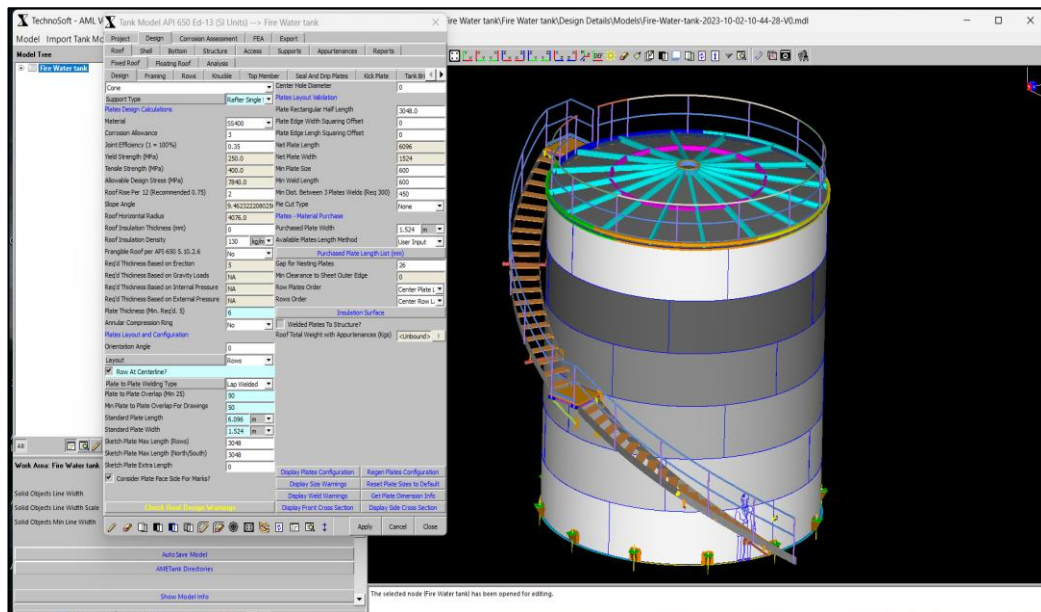 TechnoSoft - AML V
Tank Model API 650 Ed-13 (SI Units) --> Fire Water tank
ire Water tank\Fire Water tank\Design Details\Models\Fire-Water-tank-2023-10-02-10-44-28-V0.mdl
Model Import Tank Mo
Model Tree
Fire Water tank
Project Design Corrosion Assessment FEA Export
Roof Shell Bottom Structure Access Supports Appurtenances Reports
Fixed Roof Floating Roof Analysis
Design Framing Rows Knuckle Top Member Seal And Drip Plates Kick Plate Tank Br
Cone
Support Type Rafter Single
Plates Design Calculations
Material SS400
Corrosion Allowance 3
Joint Efficiency (1 = 100%) 0.35
Yield Strength (MPa) 250.0
Tensile Strength (MPa) 400.0
Allowable Design Stress (MPa) 7840.0
Roof Rise Per 12 (Recommended 0.75) 2
Slope Angle
Roof Horizontal Radius 4076.0
Roof Insulation Thickness (mm) 0
Roof Insulation Density 130 kg/m
Frangible Roof per API-650 5.10.2.6 No
Req'd Thickness Based on Erection 5
Req'd Thickness Based on Gravity Loads NA
Req'd Thickness Based on Internal Pressure NA
Req'd Thickness Based on External Pressure NA
Plate Thickness (Min. Req'd. 5) 6
Annular Compression Ring No
Plates Layout and Configuration
Orientation Angle 0
Layout Rows
Row At Centerline?
Plate to Plate Welding Type Lap Welded
Plate to Plate Overlap (Min 25) 50
Min Plate to Plate Overlap For Drawings 50
Standard Plate Length 6.096 m
Standard Plate Width 1.524 m
Sketch Plate Max Length (Rows) 3048
Sketch Plate Max Length (North/South) 3048
Sketch Plate Extra Length 0
Consider Plate Face Side For Marks?
Check Roof Design Warnings
Center Hole Diameter 0
Plates Layout Validation
Plate Rectangular Half Length 3048.0
Plate Edge Width Squaring Offset 0
Plate Edge Lengh Squaring Offset 0
Net Plate Length 6096
Net Plate Width 1524
Min Plate Size 600
Min Weld Length 600
Min Dist. Between 3 Plates Welds (Req 300) 450
Pie Cut Type None
Plates - Material Purchase
Purchased Plate Width 1.524 m
Available Plates Length Method User Input
Purchased Plate Length List (mm)
Gap for Nesting Plates 26
Min Clearance to Sheet Outer Edge 0
Row Plates Order Center Plate L
Rows Order Center Row L
Insulation Surface
Welded Plates To Structure?
Roof Total Weight with Appurtenances (Kgs) <Unbound>
Display Plates Configuration Regen Plates Configuration
Display Size Warnings Reset Plate Sizes to Default
Display Weld Warnings Get Plate Dimension Info
Display Front Cross Section Display Side Cross Section
Apply Cancel Close
All
Work Area: Fire Water tank
Solid Objects Line Width
Solid Objects Line Width Scale
Solid Objects Min Line Width
AutoSave Model
AMETank Directories
Show Model Info
The selected node (Fire Water tank) has been opened for editing.